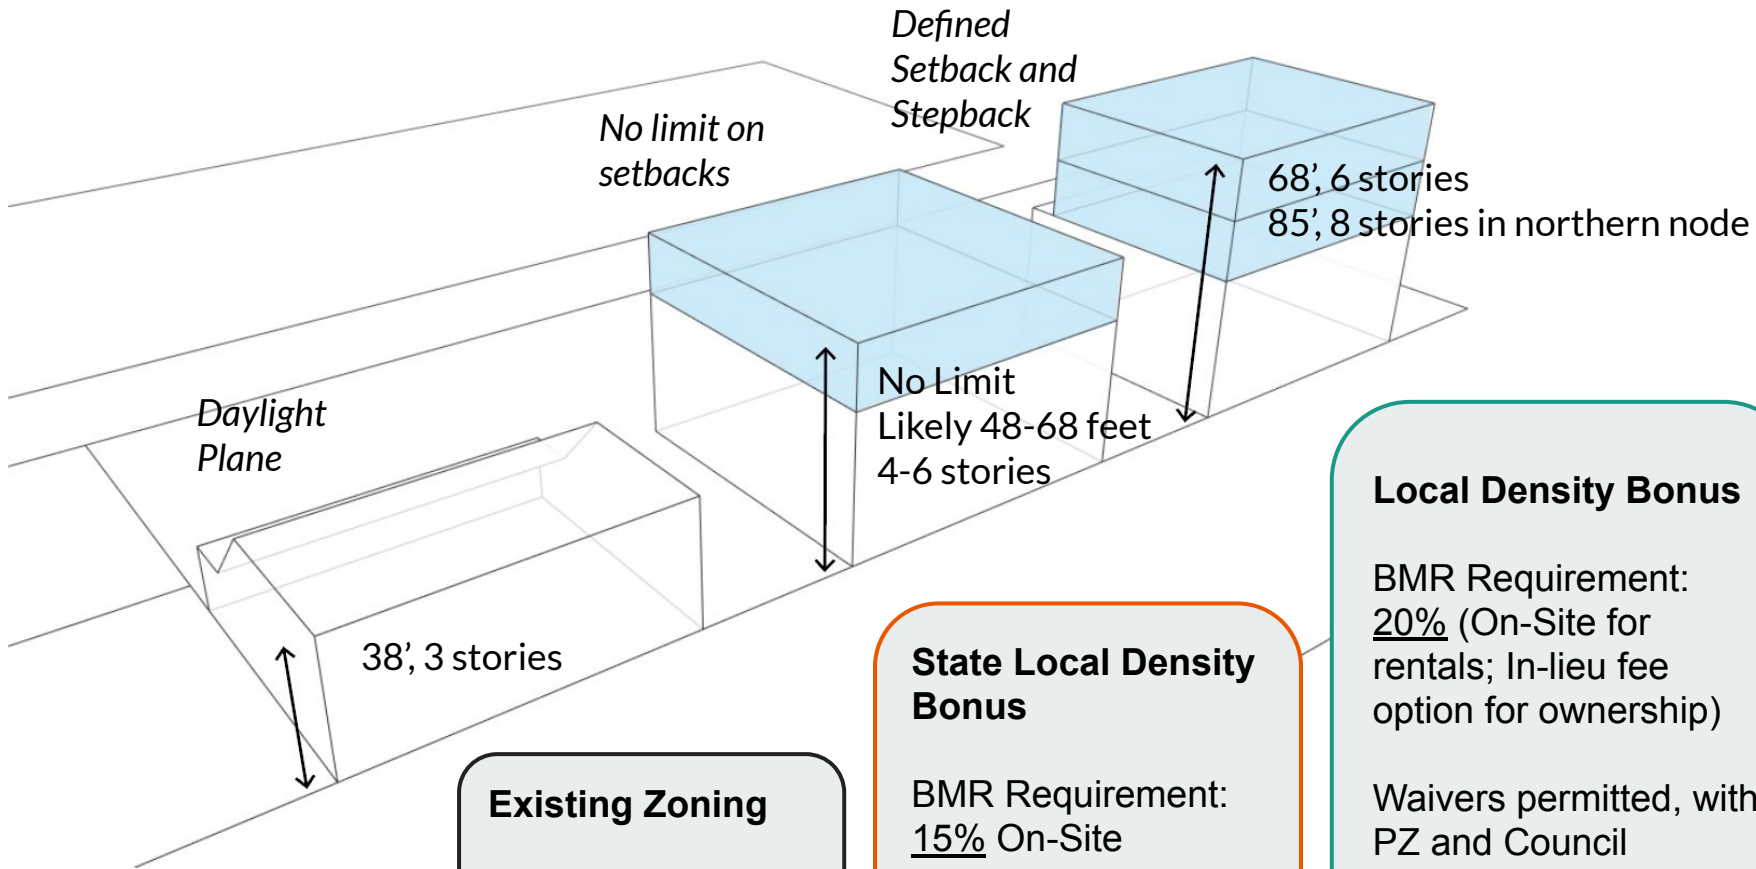 Defined
Setback and
Stepback
No limit on
setbacks
68’, 6 stories
85’, 8 stories in northern node
No Limit
Likely 48-68 feet
4-6 stories
Daylight
Plane
38’, 3 stories
Existing Zoning
State Local Density
Bonus
BMR Requirement:
15% On-Site
Local Density Bonus
BMR Requirement:
20% (On-Site for
rentals; In-lieu fee
option for ownership)
Waivers permitted, with
PZ and Council